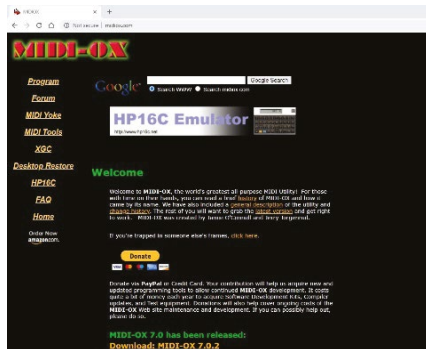 MIDIOX
Not secure | midiox.com
MIDI-OX
Program
Forum
MIDI Yoke
MIDI Tools
XGC
Desktop Restore
HP16C
FAQ
Home
Order Now
amazon.com.
Google
Google Search
Search WWW Search midiox.com
HP16C Emulator
http://www.hpmidi.net
Welcome
Welcome to MIDI-OX, the world's greatest all purpose MIDI Utility! For those
with time on their hands, you can read a brief history of MIDI-OX and how it
came by its name. We have also included a general description of the utility and
change history. The rest of you will want to grab the latest version and get right
to work. MIDI-OX was created by Jamie O'Connell and Jerry Jorgenrud.
If you're trapped in someone else's frames, click here.
Donate
Donate via PayPal or Credit Card. Your contribution will help us acquire new and
updated programming tools to allow continued MIDI-OX development. It costs
quite a bit of money each year to acquire Software Development Kits, Compiler
updates, and Test equipment. Donations will also help cover ongoing costs of the
MIDI-OX Web site maintenance and development. If you can possibly help out,
please do so.
MIDI-OX 7.0 has been released:
Download: MIDI-OX 7.0.2